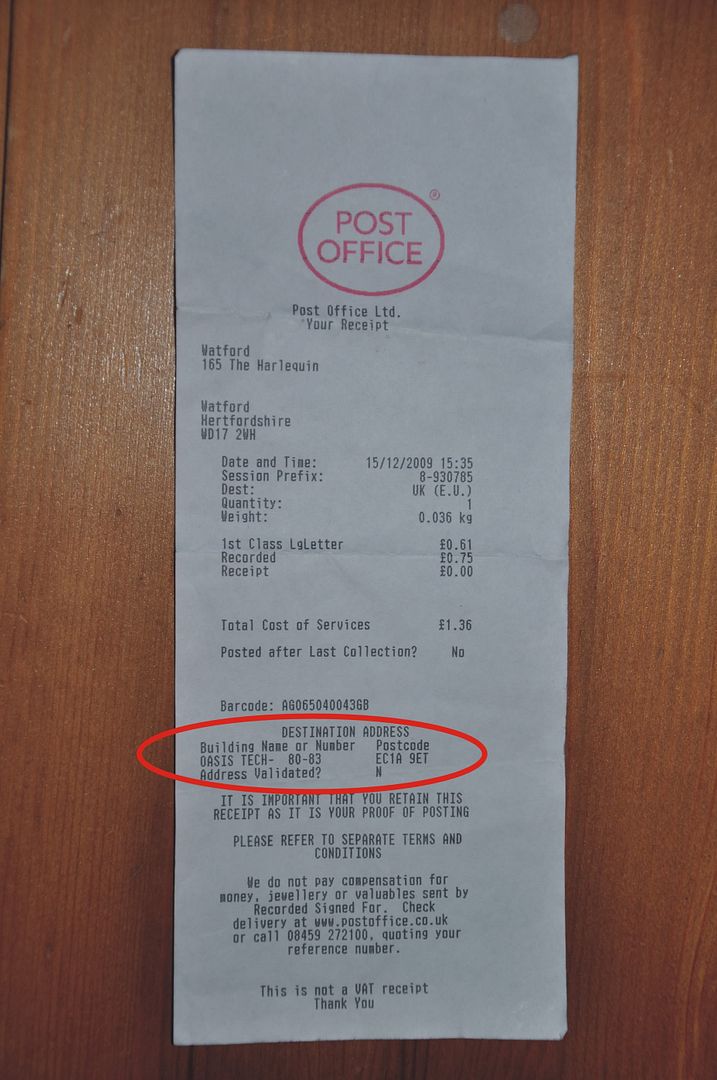 POST
OFFICE
®
Post Office Ltd.
Your Receipt
Watford
165 The Harlequin
Watford
Hertfordshire
WD17 2WH
Date and Time: 15/12/2009 15:35
Session Prefix: 8-930785
Dest: UK (E.U.)
Quantity: 1
Weight: 0.036 kg
1st Class LgLetter £0.61
Recorded £0.75
Receipt £0.00
Total Cost of Services £1.36
Posted after Last Collection? No
Barcode: AG065040043GB
DESTINATION ADDRESS
Building Name or Number Postcode
OASIS TECH- 80-83 EC1A 9ET
Address Validated? N
IT IS IMPORTANT THAT YOU RETAIN THIS
RECEIPT AS IT IS YOUR PROOF OF POSTING
PLEASE REFER TO SEPARATE TERMS AND
CONDITIONS
We do not pay compensation for
money, jewellery or valuables sent by
Recorded Signed For. Check
delivery at www.postoffice.co.uk
or call 08459 272100, quoting your
reference number.
This is not a VAT receipt
Thank You